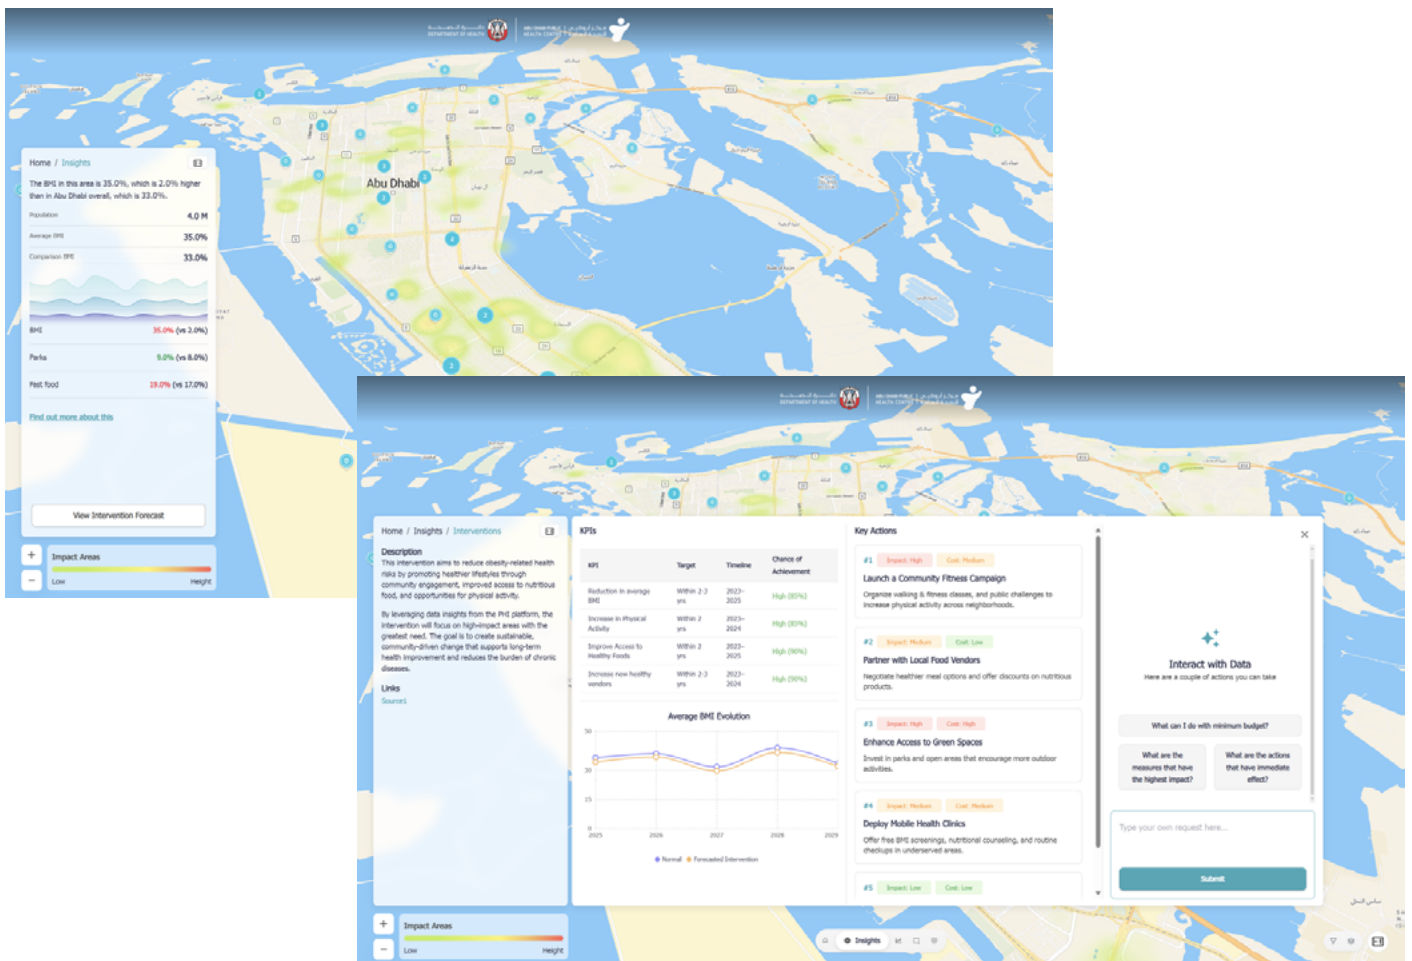 DEPARTMENT OF HEALTH
Abu Dhabi
Home / Insights
The BMI in this area is 35.0%, which is 2.0% higher
than in Abu Dhabi overall, which is 33.0%.
Population 4.0 M
Average BMI 35.0%
Comparison BMI 33.0%
BMI 35.0% (vs 2.0%)
Parks 9.0% (vs 8.0%)
Fast food 19.0% (vs 17.0%)
Find out more about this
View Intervention Forecast
+
−
Impact Areas
Low Height
DEPARTMENT OF HEALTH
Home / Insights / Interventions
Description
This intervention aims to reduce obesity-related health
risks by promoting healthier lifestyles through
community engagement, improved access to nutritious
food, and opportunities for physical activity.
By leveraging data insights from the PHI platform, the
intervention will focus on high-impact areas with the
greatest need. The goal is to create sustainable,
community-driven change that supports long-term
health improvement and reduces the burden of chronic
diseases.
Links
Source1
KPIs
KPI Target Timeline Chance of
Achievement
Reduction in average
BMI
Within 2-3
yrs
2023–
2025
High (85%)
Increase in Physical
Activity
Within 2
yrs
2023–
2024
High (85%)
Improve Access to
Healthy Foods
Within 2
yrs
2023–
2025
High (90%)
Increase new healthy
vendors
Within 2-3
yrs
2023–
2024
High (90%)
Average BMI Evolution
50
30
15
0
2025 2026 2027 2028 2029
Normal Forecasted Intervention
Key Actions
#1 Impact: High Cost: Medium
Launch a Community Fitness Campaign
Organize walking & fitness classes, and public challenges to
increase physical activity across neighborhoods.
#2 Impact: Medium Cost: Low
Partner with Local Food Vendors
Negotiate healthier meal options and offer discounts on nutritious
products.
#3 Impact: High Cost: High
Enhance Access to Green Spaces
Invest in parks and open areas that encourage more outdoor
activities.
#4 Impact: Medium Cost: Medium
Deploy Mobile Health Clinics
Offer free BMI screenings, nutritional counseling, and routine
checkups in underserved areas.
#5 Impact: Low Cost: Low
Interact with Data
Here are a couple of actions you can take
What can I do with minimum budget?
What are the
measures that have
the highest impact?
What are the actions
that have immediate
effect?
Type your own request here...
Submit
+
−
Impact Areas
Low Height
Insights